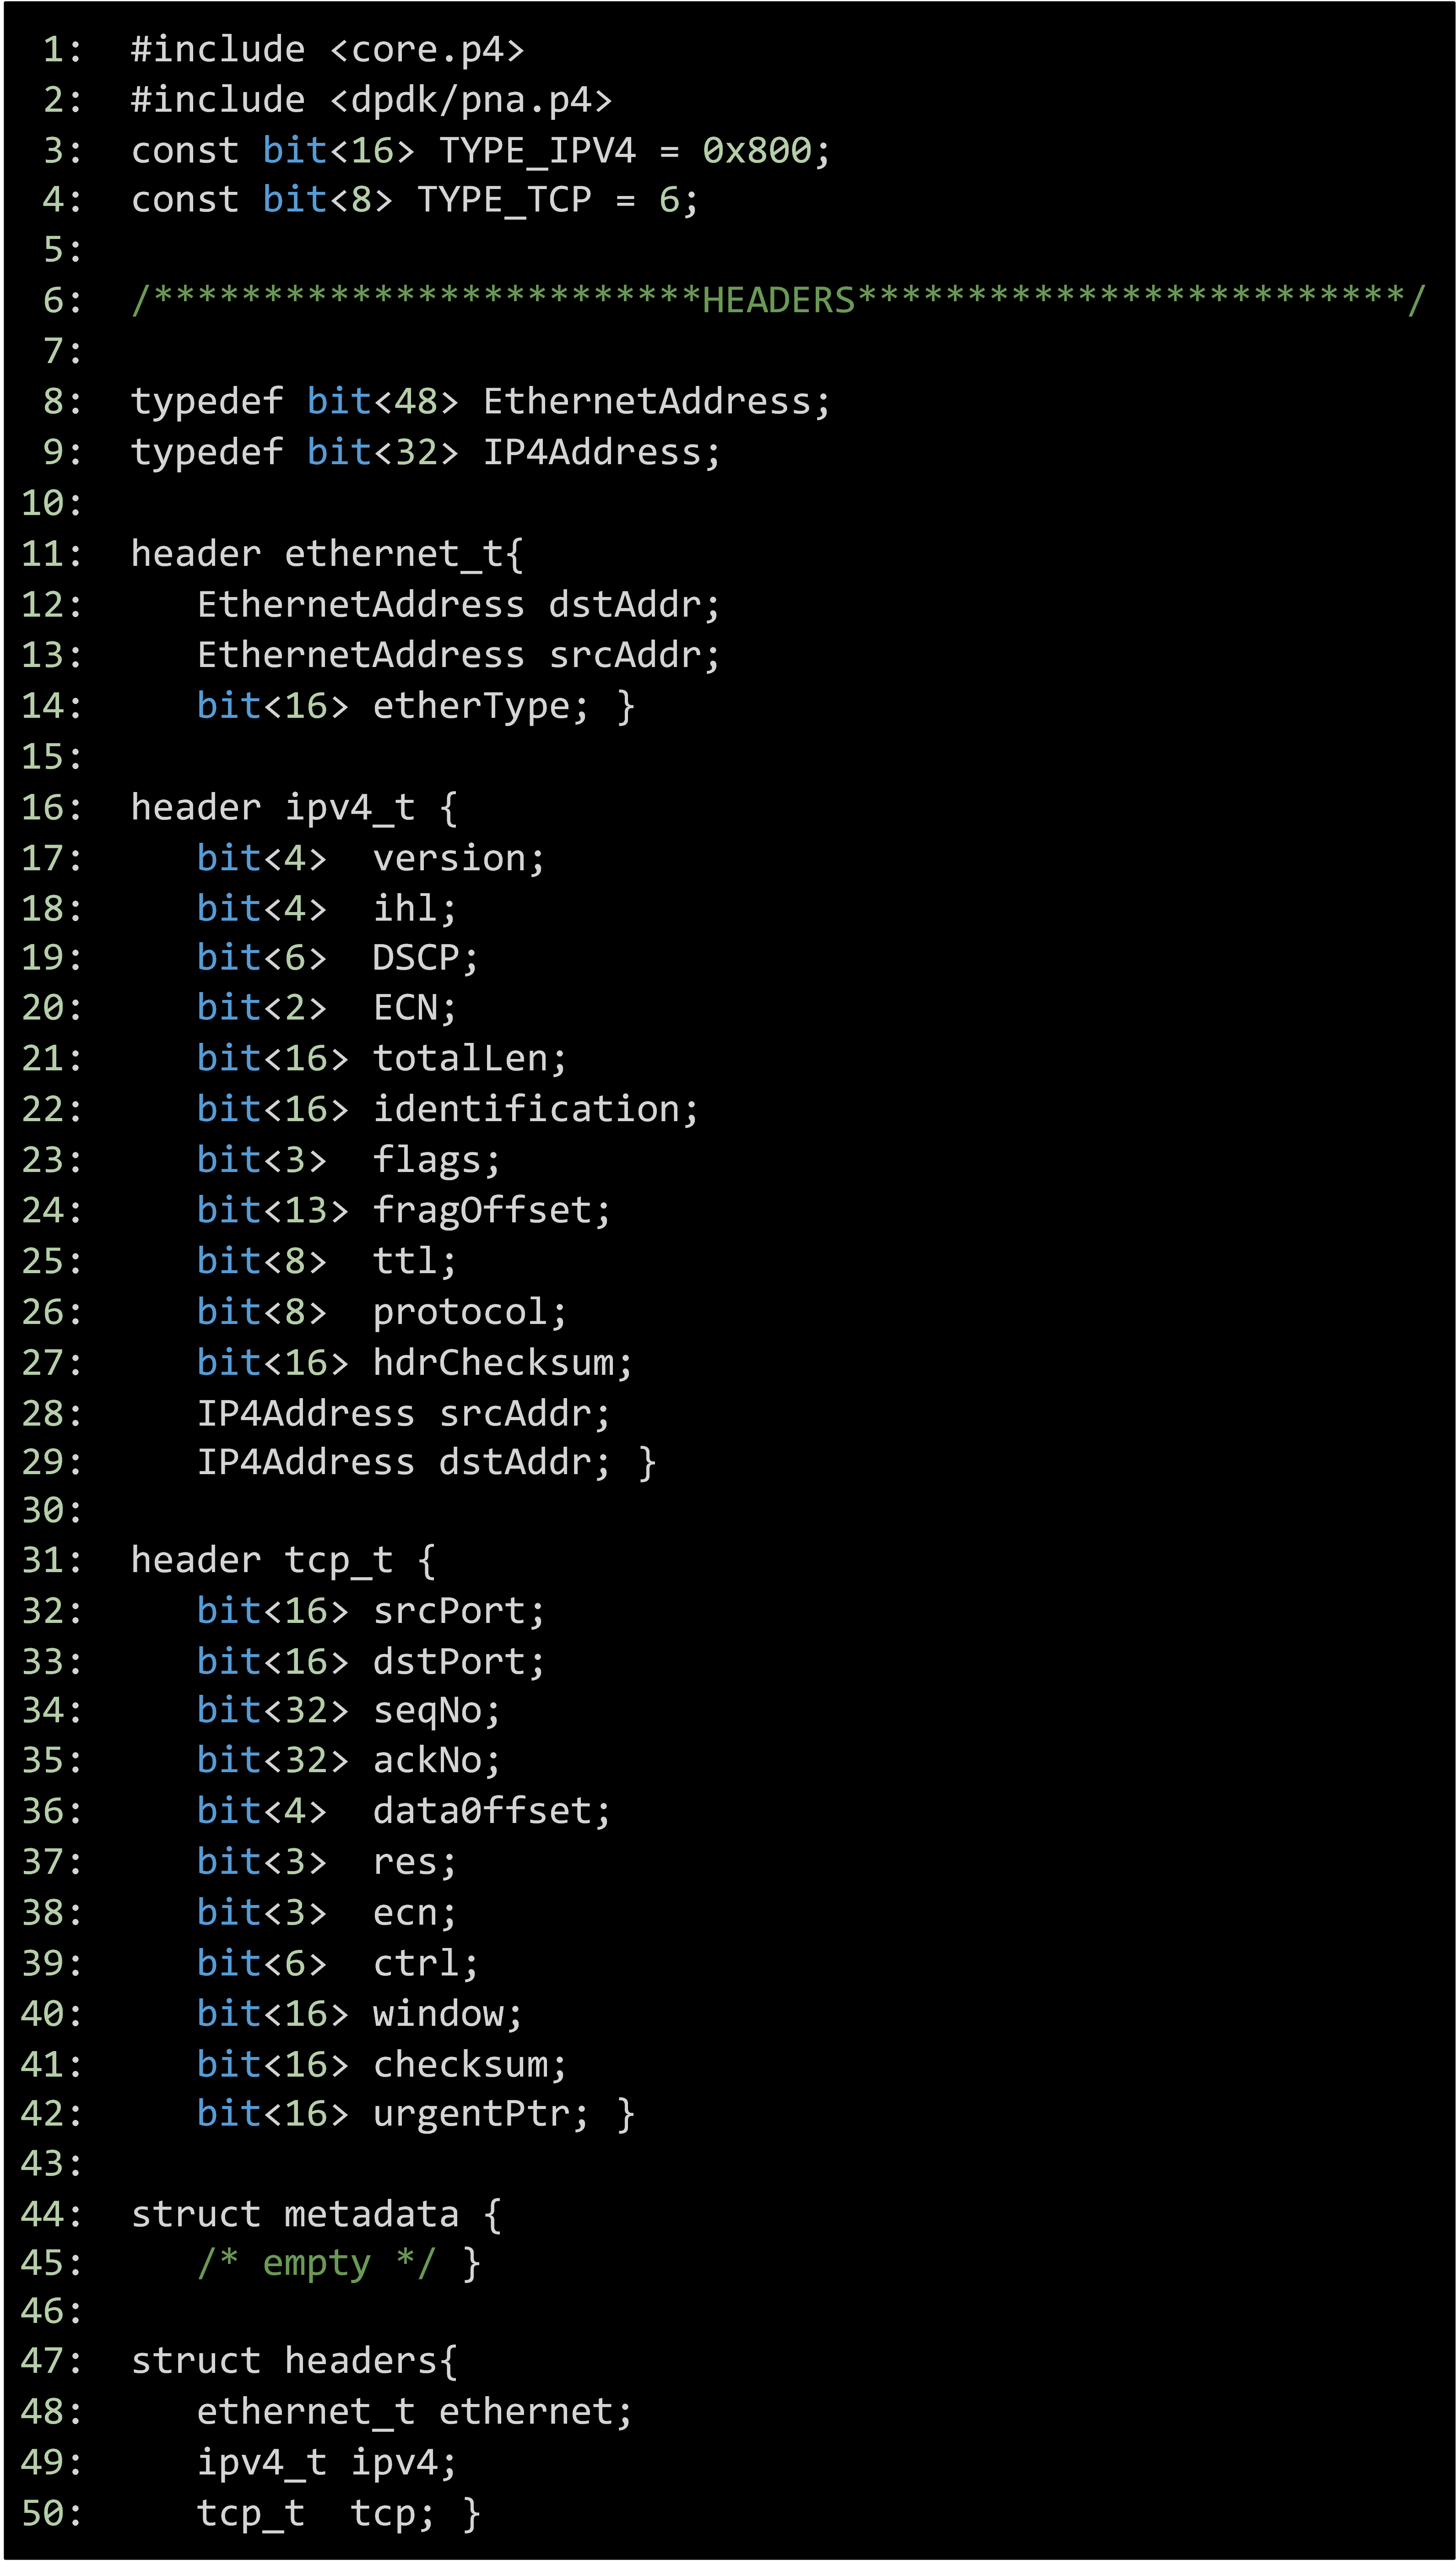 1: #include <core.p4>
2: #include <dpdk/pna.p4>
3: const bit<16> TYPE_IPV4 = 0x800;
4: const bit<8> TYPE_TCP = 6;
5:
6: /*************************HEADERS*************************/
7:
8: typedef bit<48> EthernetAddress;
9: typedef bit<32> IP4Address;
10:
11: header ethernet_t{
12: EthernetAddress dstAddr;
13: EthernetAddress srcAddr;
14: bit<16> etherType; }
15:
16: header ipv4_t {
17: bit<4> version;
18: bit<4> ihl;
19: bit<6> DSCP;
20: bit<2> ECN;
21: bit<16> totalLen;
22: bit<16> identification;
23: bit<3> flags;
24: bit<13> fragOffset;
25: bit<8> ttl;
26: bit<8> protocol;
27: bit<16> hdrChecksum;
28: IP4Address srcAddr;
29: IP4Address dstAddr; }
30:
31: header tcp_t {
32: bit<16> srcPort;
33: bit<16> dstPort;
34: bit<32> seqNo;
35: bit<32> ackNo;
36: bit<4> data0ffset;
37: bit<3> res;
38: bit<3> ecn;
39: bit<6> ctrl;
40: bit<16> window;
41: bit<16> checksum;
42: bit<16> urgentPtr; }
43:
44: struct metadata {
45: /* empty */ }
46:
47: struct headers{
48: ethernet_t ethernet;
49: ipv4_t ipv4;
50: tcp_t tcp; }